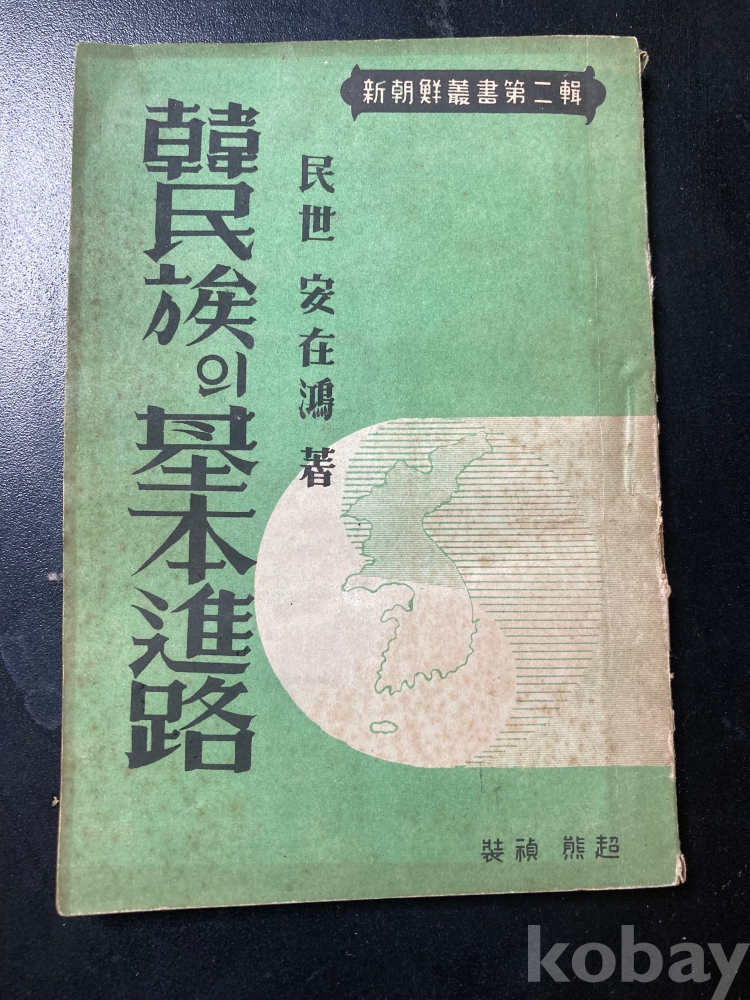 新朝鮮叢書第二輯
韓民族의基本進路
民世 安在鴻 著
超熊 禎装
kobay